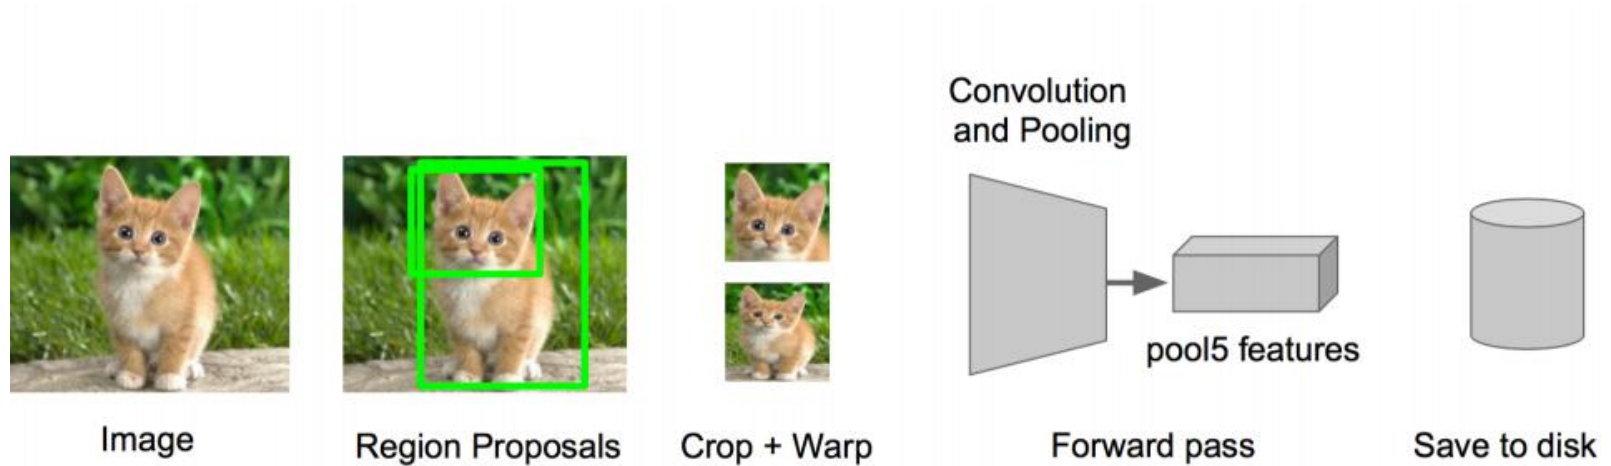 Convolution
and Pooling
pool5 features
Image
Region Proposals
Crop + Warp
Forward pass
Save to disk